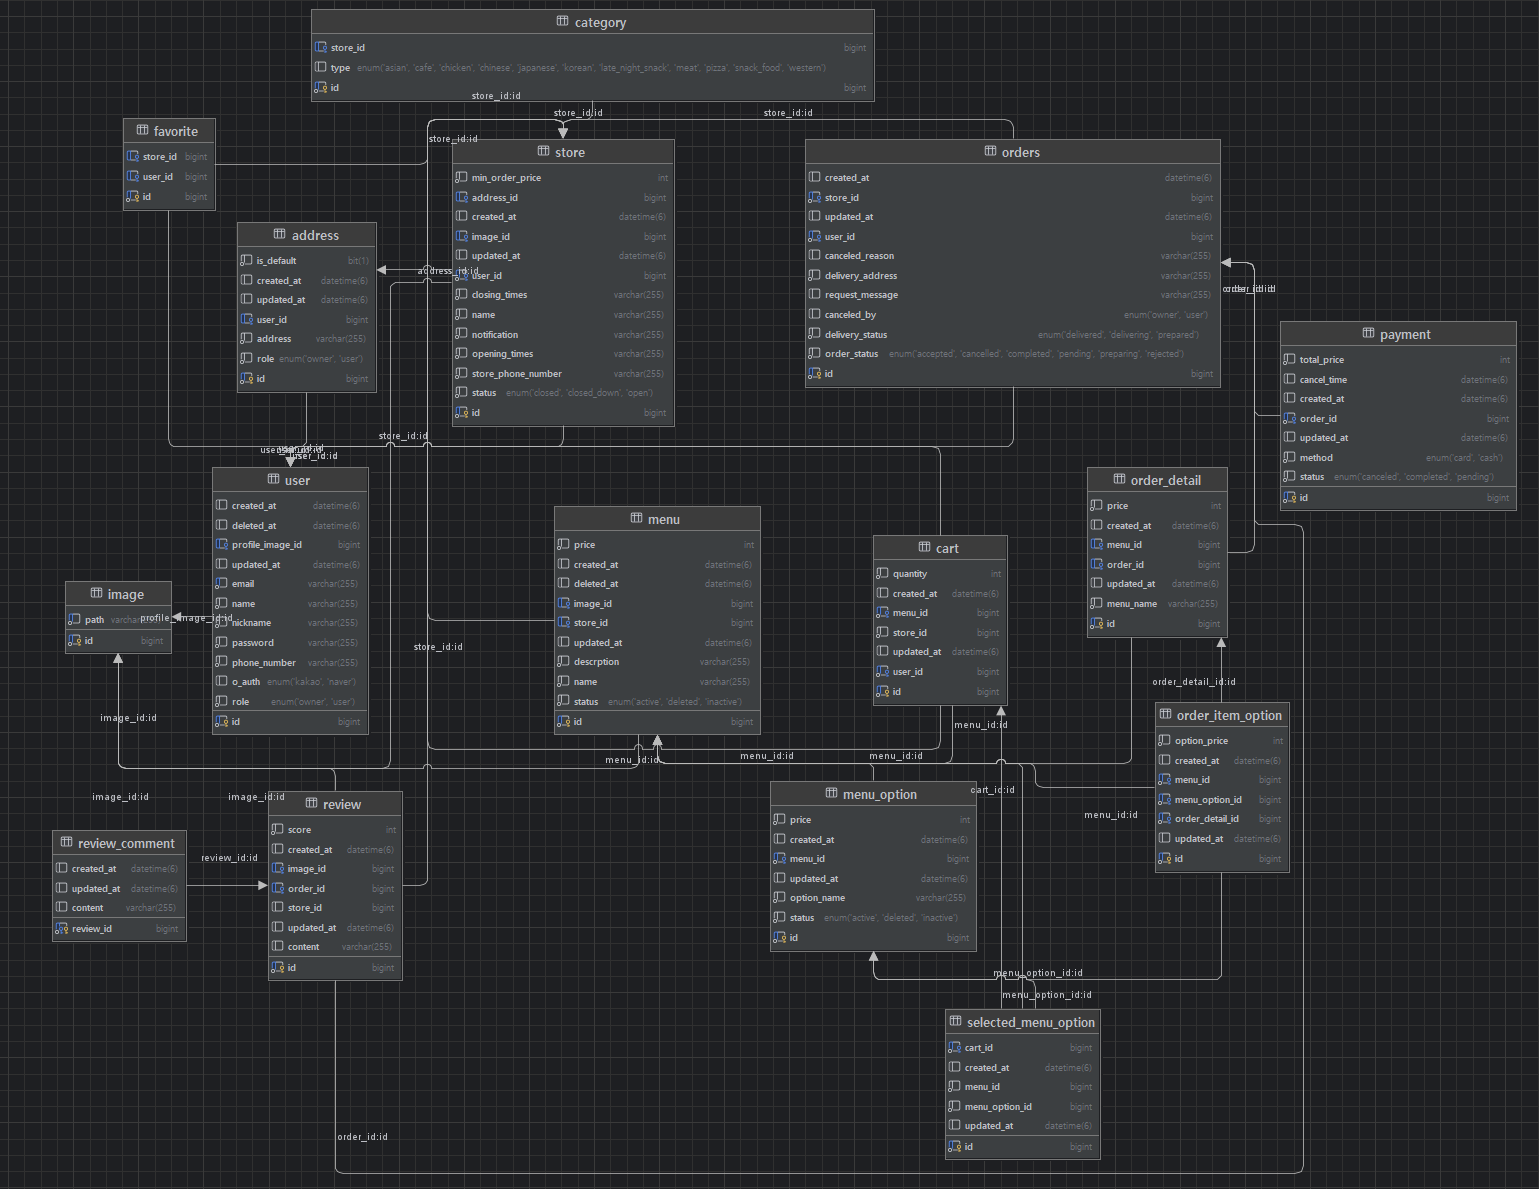 category
store_id bigint
type enum('asian', 'cafe', 'chicken', 'chinese', 'japanese', 'korean', 'late_night_snack', 'meat', 'pizza', 'snack_food', 'western')
id bigint
store_id:id
store_id:id
store_id:id
store_id:id
favorite
store_id bigint
user_id bigint
id bigint
store
min_order_price int
address_id bigint
created_at datetime(6)
image_id bigint
updated_at datetime(6)
user_id bigint
closing_times varchar(255)
name varchar(255)
notification varchar(255)
opening_times varchar(255)
store_phone_number varchar(255)
status enum('closed', 'closed_down', 'open')
id bigint
orders
created_at datetime(6)
store_id bigint
updated_at datetime(6)
user_id bigint
canceled_reason varchar(255)
delivery_address varchar(255)
request_message varchar(255)
canceled_by enum('owner', 'user')
delivery_status enum('delivered', 'delivering', 'prepared')
order_status enum('accepted', 'cancelled', 'completed', 'pending', 'preparing', 'rejected')
id bigint
address
is_default bit(1)
created_at datetime(6)
updated_at datetime(6)
user_id bigint
address varchar(255)
role enum('owner', 'user')
id bigint
address_id:id
payment
total_price int
cancel_time datetime(6)
created_at datetime(6)
order_id bigint
updated_at datetime(6)
method enum('card', 'cash')
status enum('canceled', 'completed', 'pending')
id bigint
store_id:id
user_id:id
user
created_at datetime(6)
deleted_at datetime(6)
profile_image_id bigint
updated_at datetime(6)
email varchar(255)
name varchar(255)
nickname varchar(255)
password varchar(255)
phone_number varchar(255)
o_auth enum('kakao', 'naver')
role enum('owner', 'user')
id bigint
order_detail
price int
created_at datetime(6)
menu_id bigint
order_id bigint
updated_at datetime(6)
menu_name varchar(255)
id bigint
menu
price int
created_at datetime(6)
deleted_at datetime(6)
image_id bigint
store_id bigint
updated_at datetime(6)
descrption varchar(255)
name varchar(255)
status enum('active', 'deleted', 'inactive')
id bigint
cart
quantity int
created_at datetime(6)
menu_id bigint
store_id bigint
updated_at datetime(6)
user_id bigint
id bigint
image
path
id bigint
profile_image_id:id
store_id:id
order_detail_id:id
image_id:id
menu_id:id
order_item_option
option_price int
created_at datetime(6)
menu_id bigint
menu_option_id bigint
order_detail_id bigint
updated_at datetime(6)
id bigint
menu_id:id
menu_id:id
menu_id:id
image_id:id
image_id:id
cart_id:id
menu_id:id
menu_option
price int
created_at datetime(6)
menu_id bigint
updated_at datetime(6)
option_name varchar(255)
status enum('active', 'deleted', 'inactive')
id bigint
review
score int
created_at datetime(6)
image_id bigint
order_id bigint
store_id bigint
updated_at datetime(6)
content varchar(255)
id bigint
review_comment
created_at datetime(6)
updated_at datetime(6)
content varchar(255)
review_id bigint
review_id:id
menu_option_id:id
menu_option_id:id
selected_menu_option
cart_id bigint
created_at datetime(6)
menu_id bigint
menu_option_id bigint
updated_at datetime(6)
id bigint
order_id:id